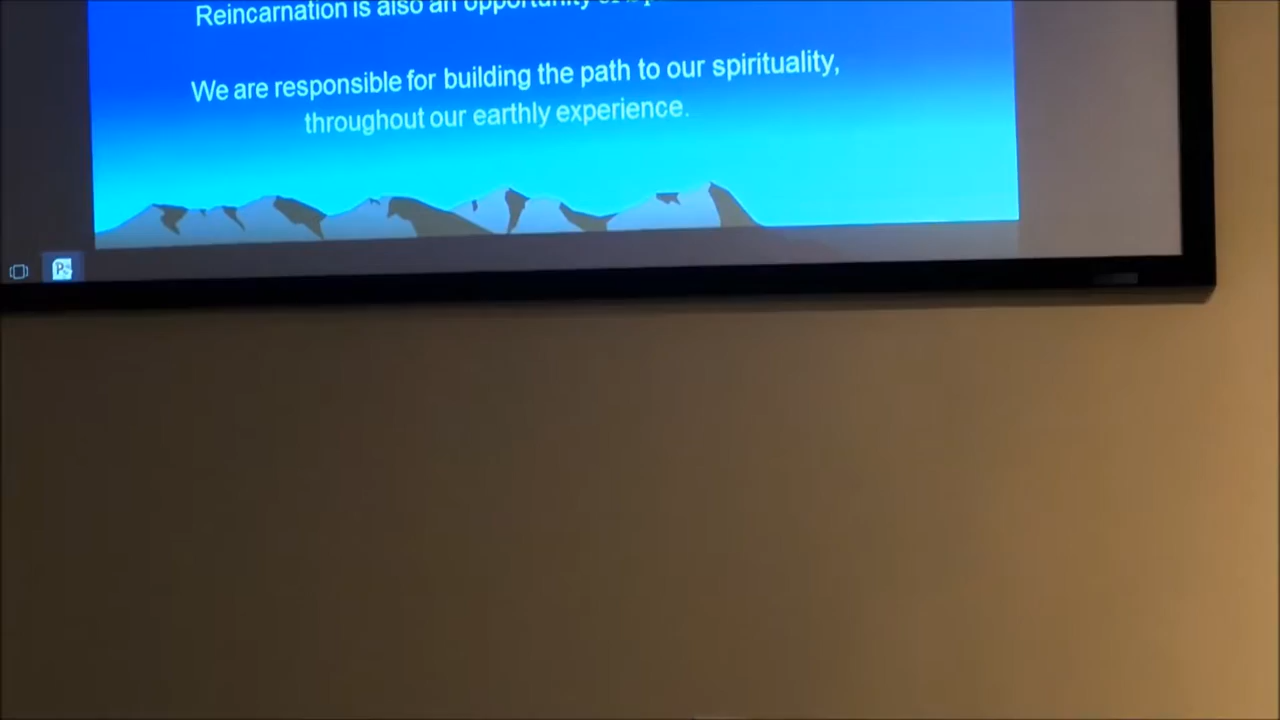 Reincarnation is also an opportunity
We are responsible for building the path to our spirituality,
throughout our earthly experience.